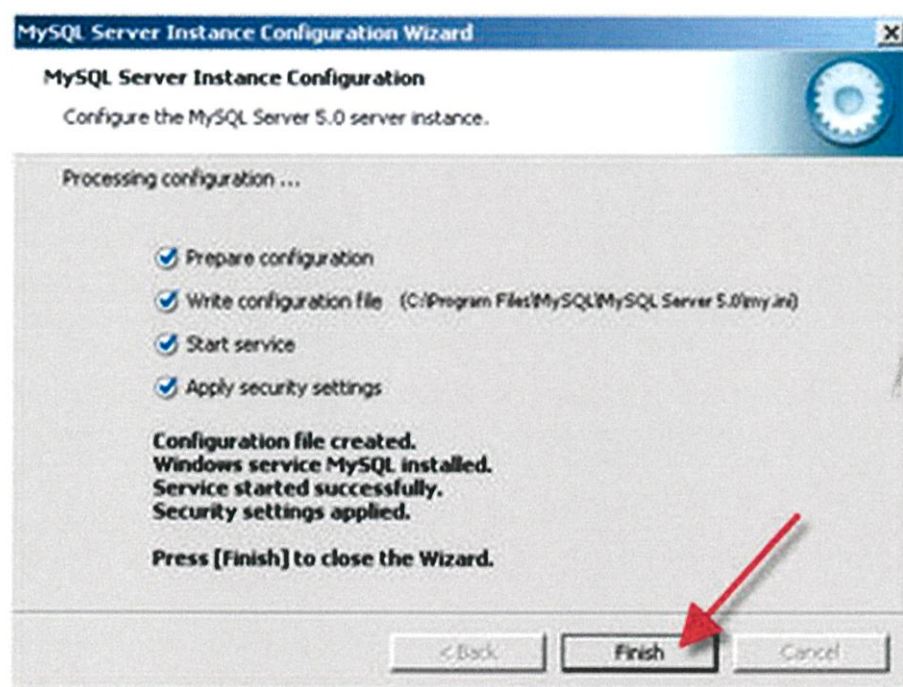 MySQL Server Instance Configuration Wizard
MySQL Server Instance Configuration
Configure the MySQL Server 5.0 server instance.
Processing configuration ...
Prepare configuration
Write configuration file (C:\Program Files\MySQL\MySQL Server 5.0\my.ini)
Start service
Apply security settings
Configuration file created.
Windows service MySQL installed.
Service started successfully.
Security settings applied.
Press [Finish] to close the Wizard.
< Back Finish Cancel